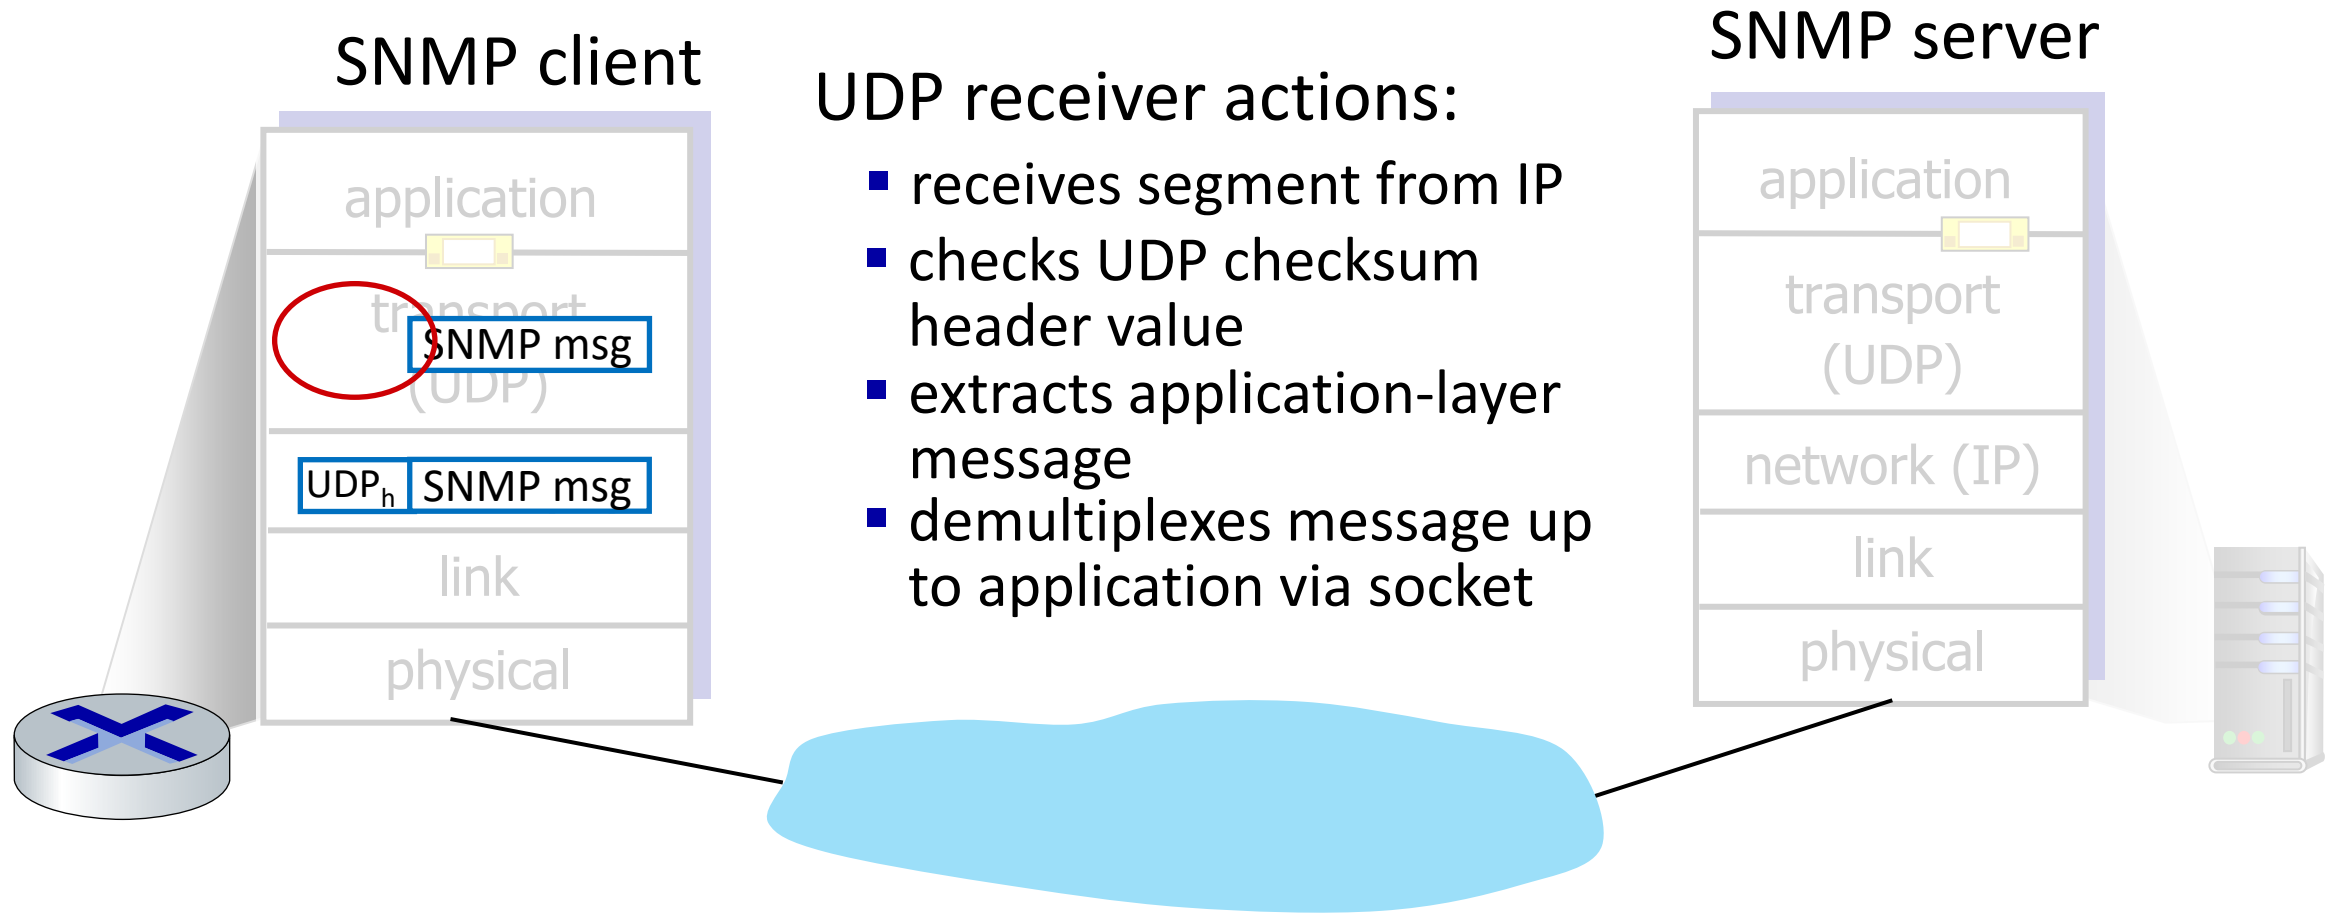 SNMP client
SNMP server
UDP receiver actions:
receives segment from IP
checks UDP checksum
header value
extracts application-layer
message
demultiplexes message up
to application via socket
application
transport
SNMP msg
(UDP)
UDPh SNMP msg
link
physical
application
transport
(UDP)
network (IP)
link
physical